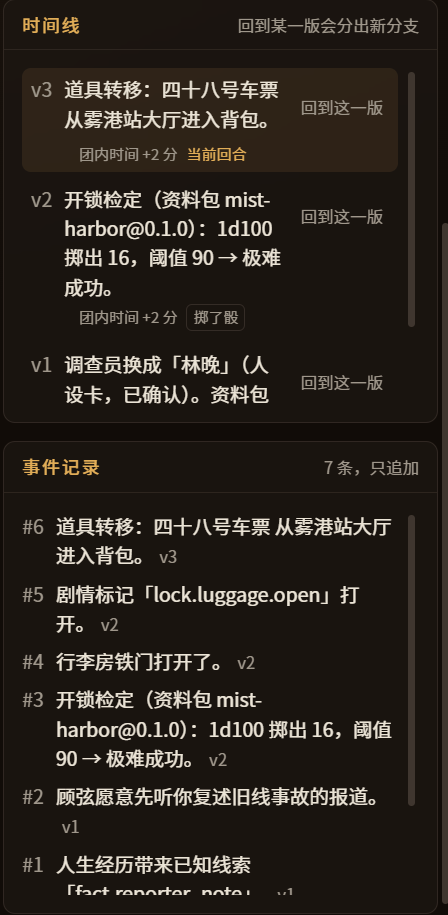 时间线 回到某一版会分出新分支
v3 道具转移：四十八号车票 回到这一版
从雾港站大厅进入背包。
团内时间 +2 分 当前回合
v2 开锁检定（资料包 mist- 回到这一版
harbor@0.1.0）：1d100
掷出 16，阈值 90 → 极难
成功。
团内时间 +2 分 掷了骰
v1 调查员换成「林晚」（人 回到这一版
设卡，已确认）。资料包
事件记录 7 条，只追加
#6 道具转移：四十八号车票 从雾港站大厅
进入背包。 v3
#5 剧情标记「lock.luggage.open」打
开。 v2
#4 行李房铁门打开了。 v2
#3 开锁检定（资料包 mist-
harbor@0.1.0）：1d100 掷出 16，阈值
90 → 极难成功。 v2
#2 顾弦愿意先听你复述旧线事故的报道。
v1
#1 人生经历带来已知线索
「fact.reporter_note」 v1